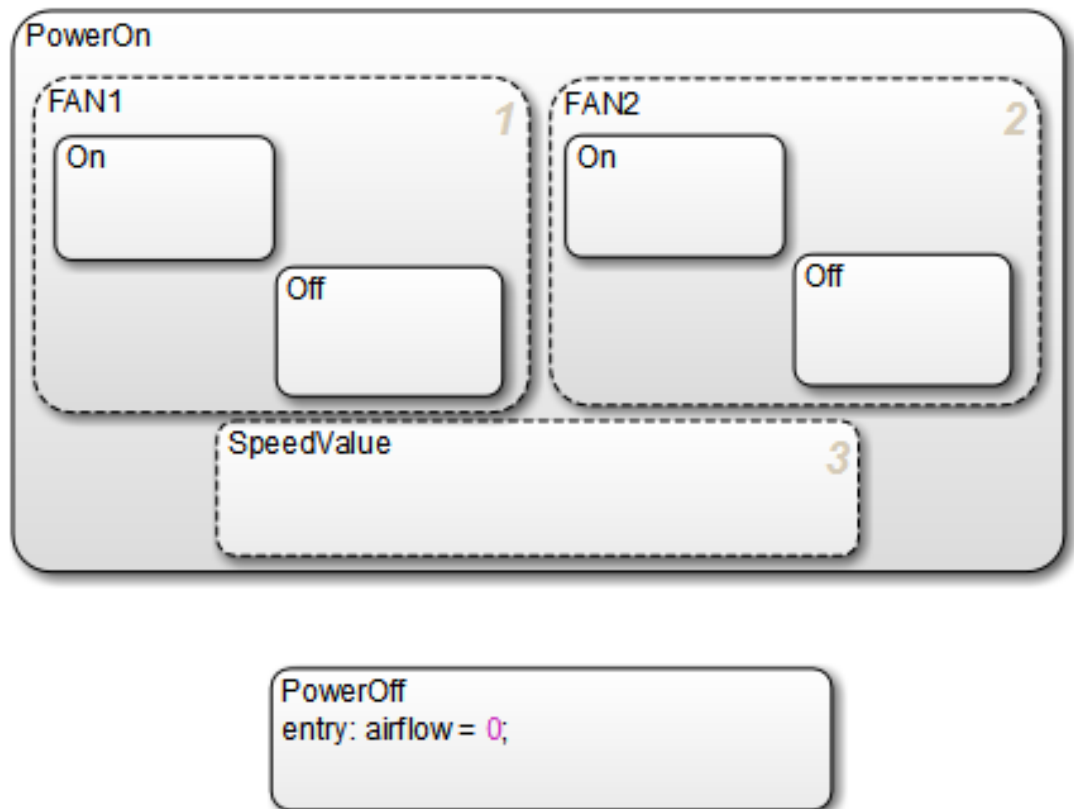 PowerOn
FAN1
1
On
Off
FAN2
2
On
Off
SpeedValue
3
PowerOff
entry: airflow = 0;